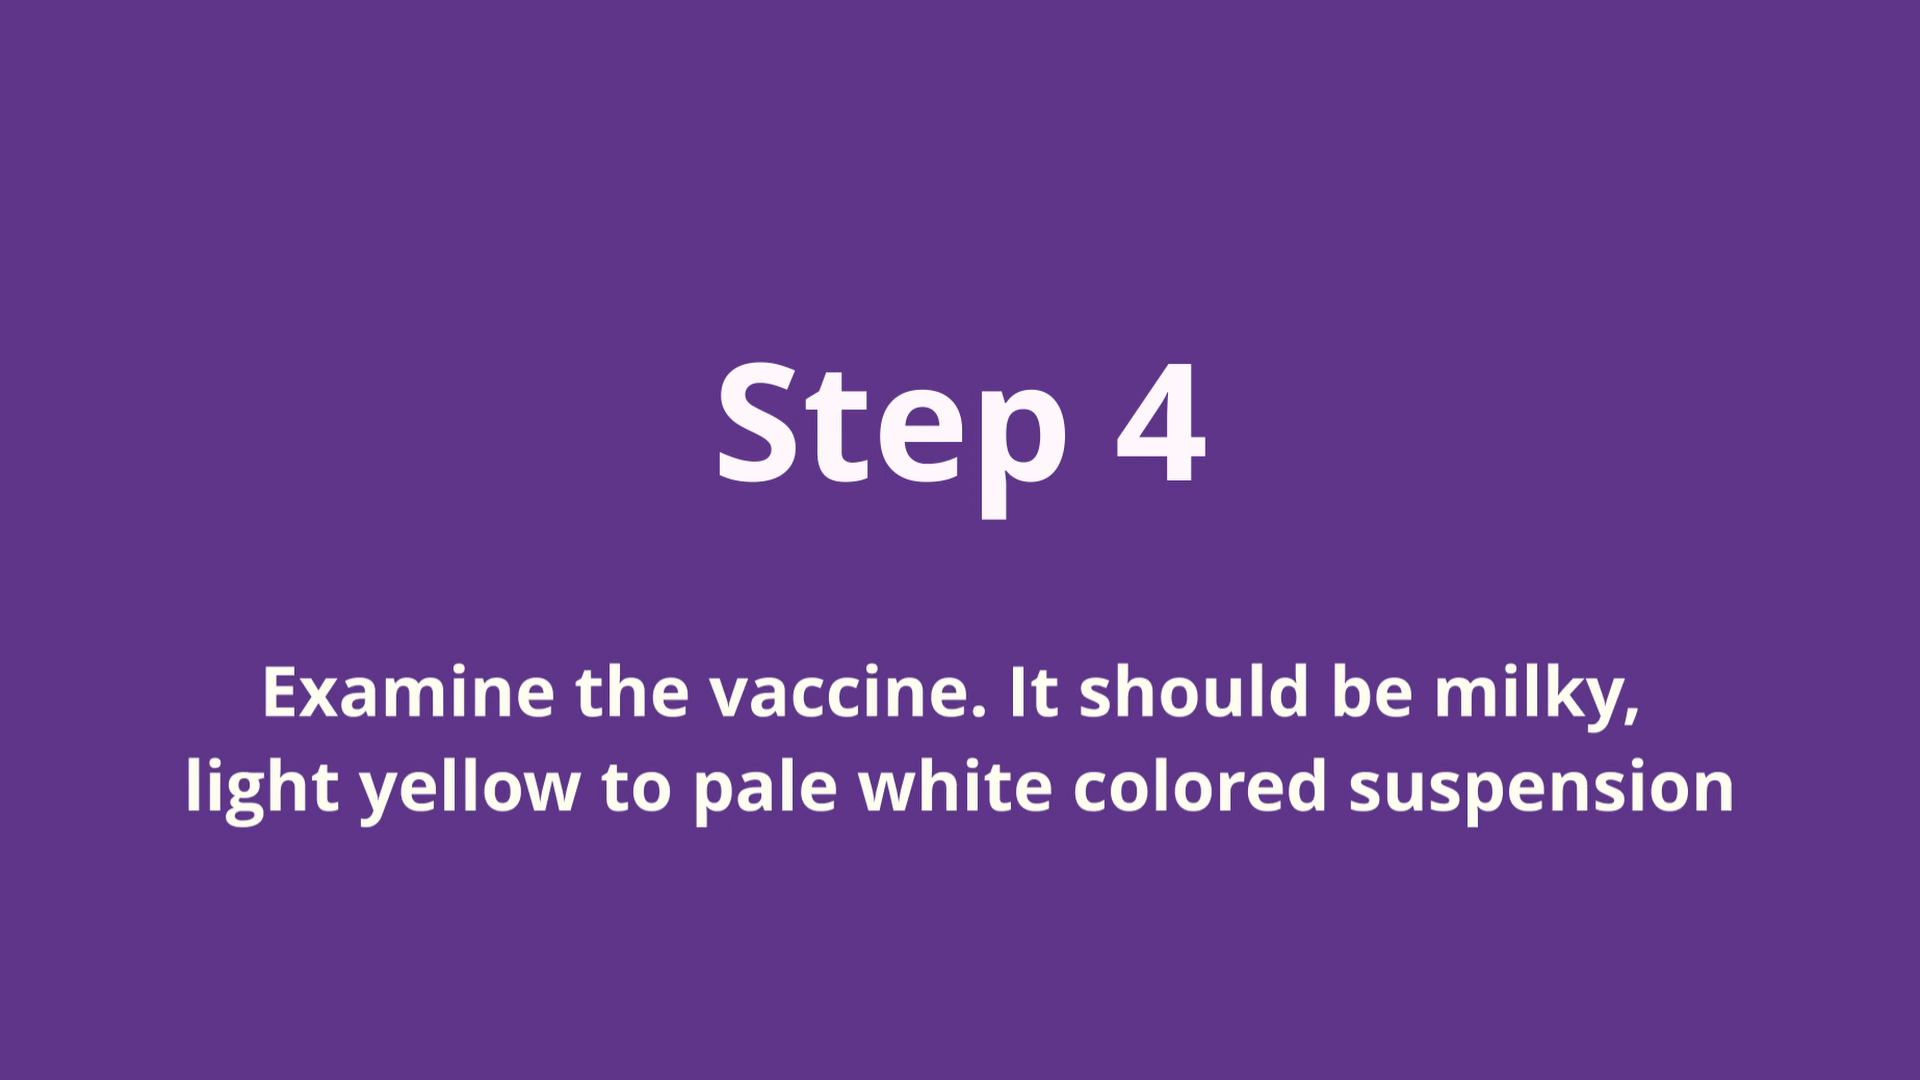 Step 4
Examine the vaccine. It should be milky,
light yellow to pale white colored suspension